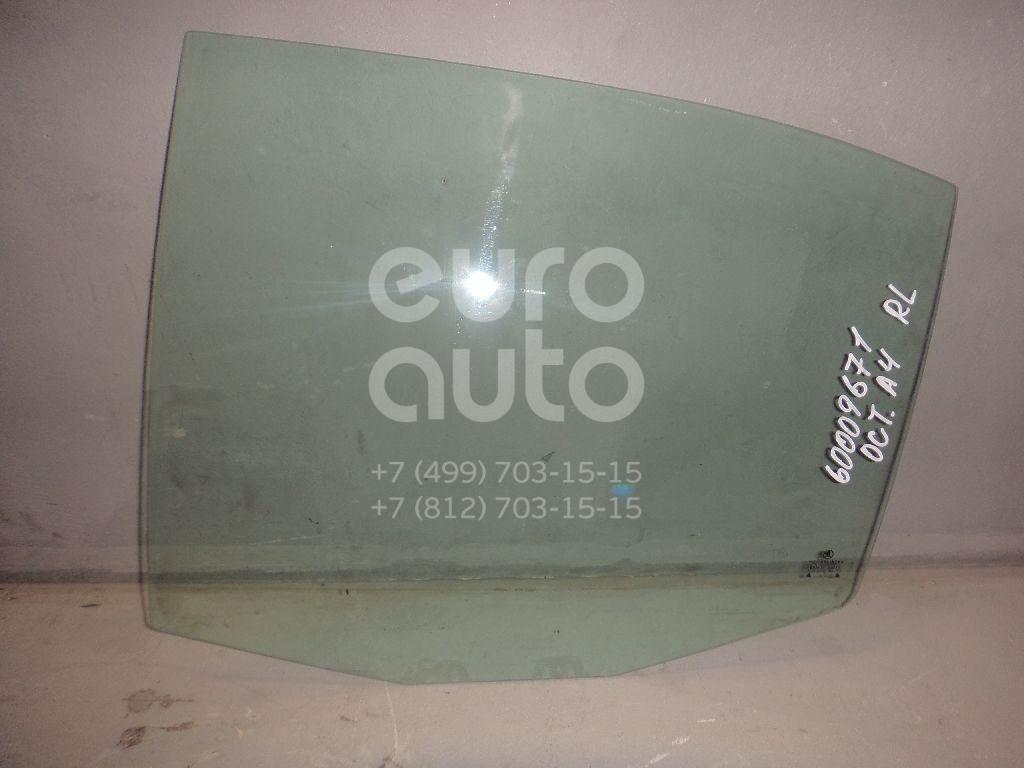 euro
auto
+7 (499) 703-15-15
+7 (812) 703-15-15
60009671
OCT. A4 RL